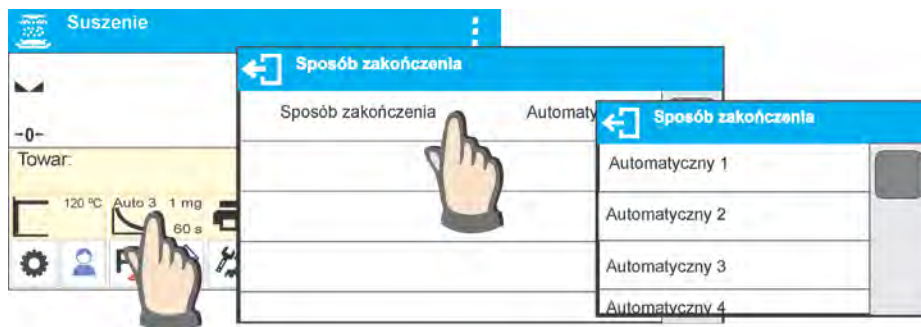 Suszenie
-0-
Towar:
120 °C Auto 3 1 mg
60 s
Sposób zakończenia
Sposób zakończenia
Sposób zakończenia
Automatyczny 1
Automatyczny 2
Automatyczny 3
Automatyczny 4